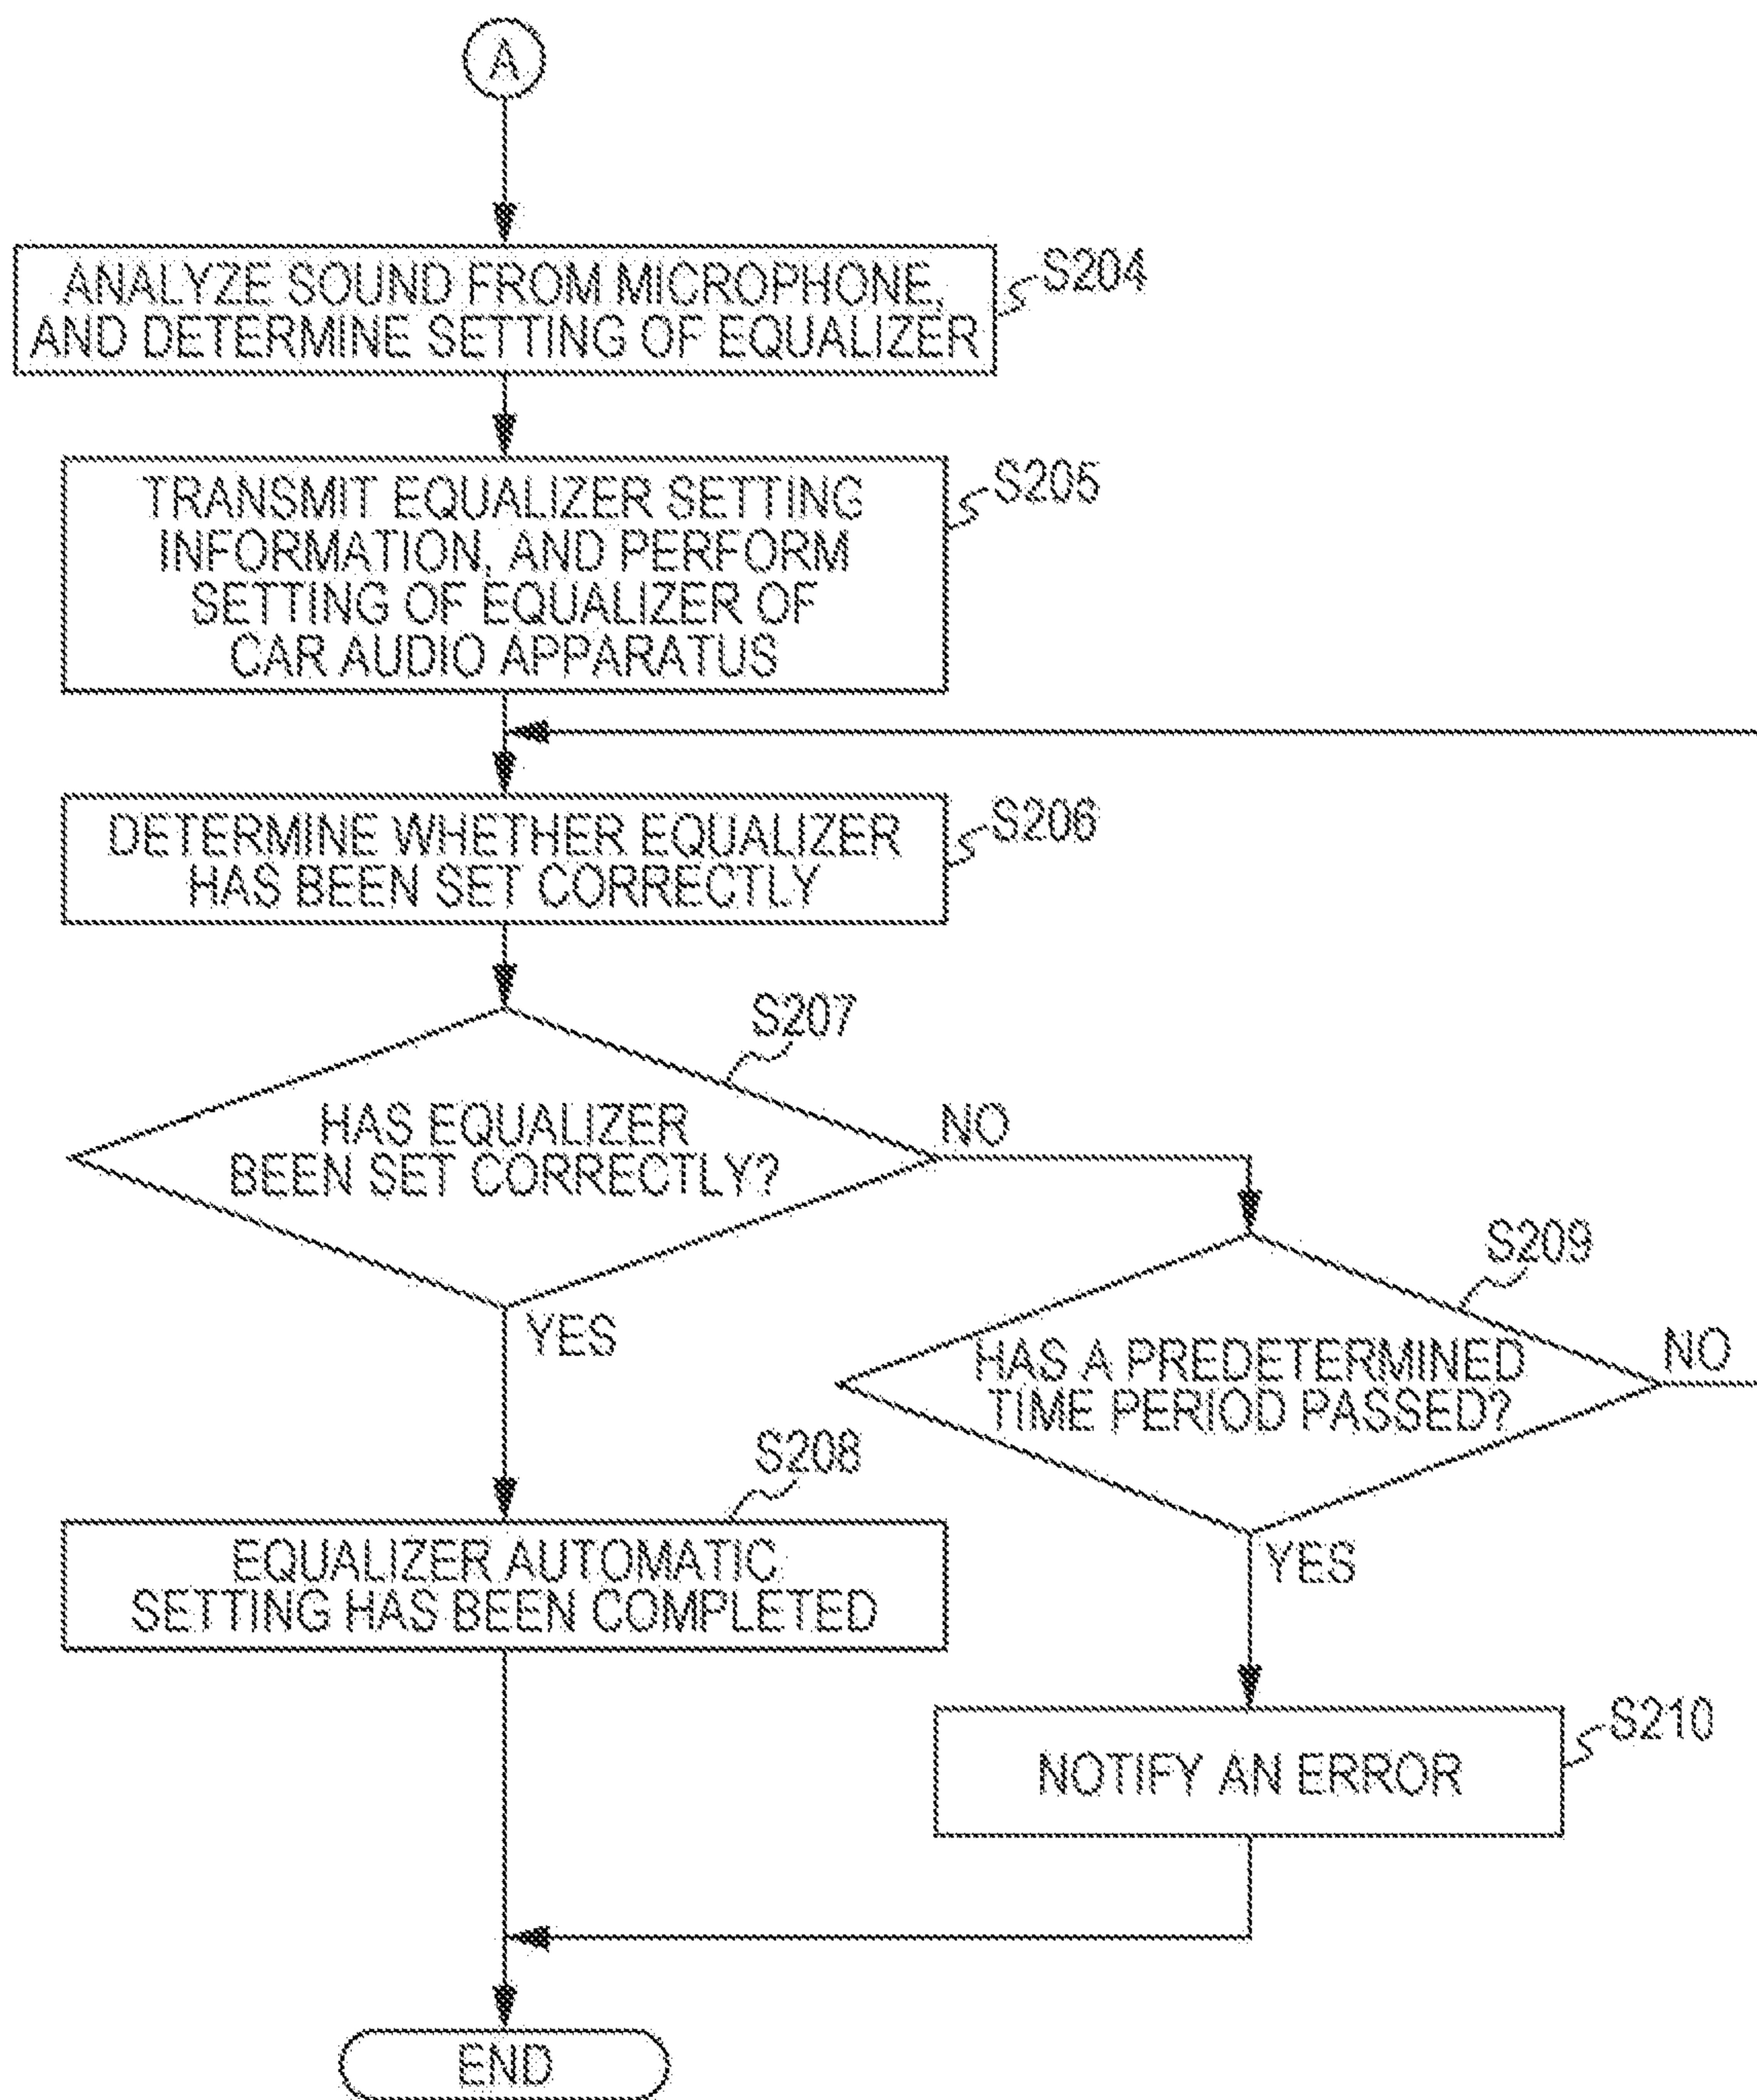 A
ANALYZE SOUND FROM MICROPHONE,
AND DETERMINE SETTING OF EQUALIZER
S204
TRANSMIT EQUALIZER SETTING
INFORMATION, AND PERFORM
SETTING OF EQUALIZER OF
CAR AUDIO APPARATUS
S205
DETERMINE WHETHER EQUALIZER
HAS BEEN SET CORRECTLY
S206
S207
HAS EQUALIZER
BEEN SET CORRECTLY?
NO
YES
S209
HAS A PREDETERMINED
TIME PERIOD PASSED?
NO
YES
S208
EQUALIZER AUTOMATIC
SETTING HAS BEEN COMPLETED
S210
NOTIFY AN ERROR
END